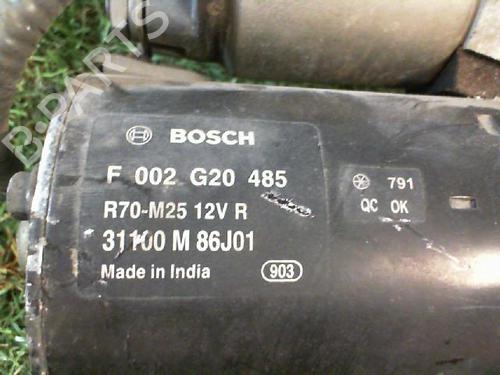 B-PARTS
BOSCH
F 002 G20 485
R70-M25 12V R
31100 M 86J01
Made in India 903
791
QC OK